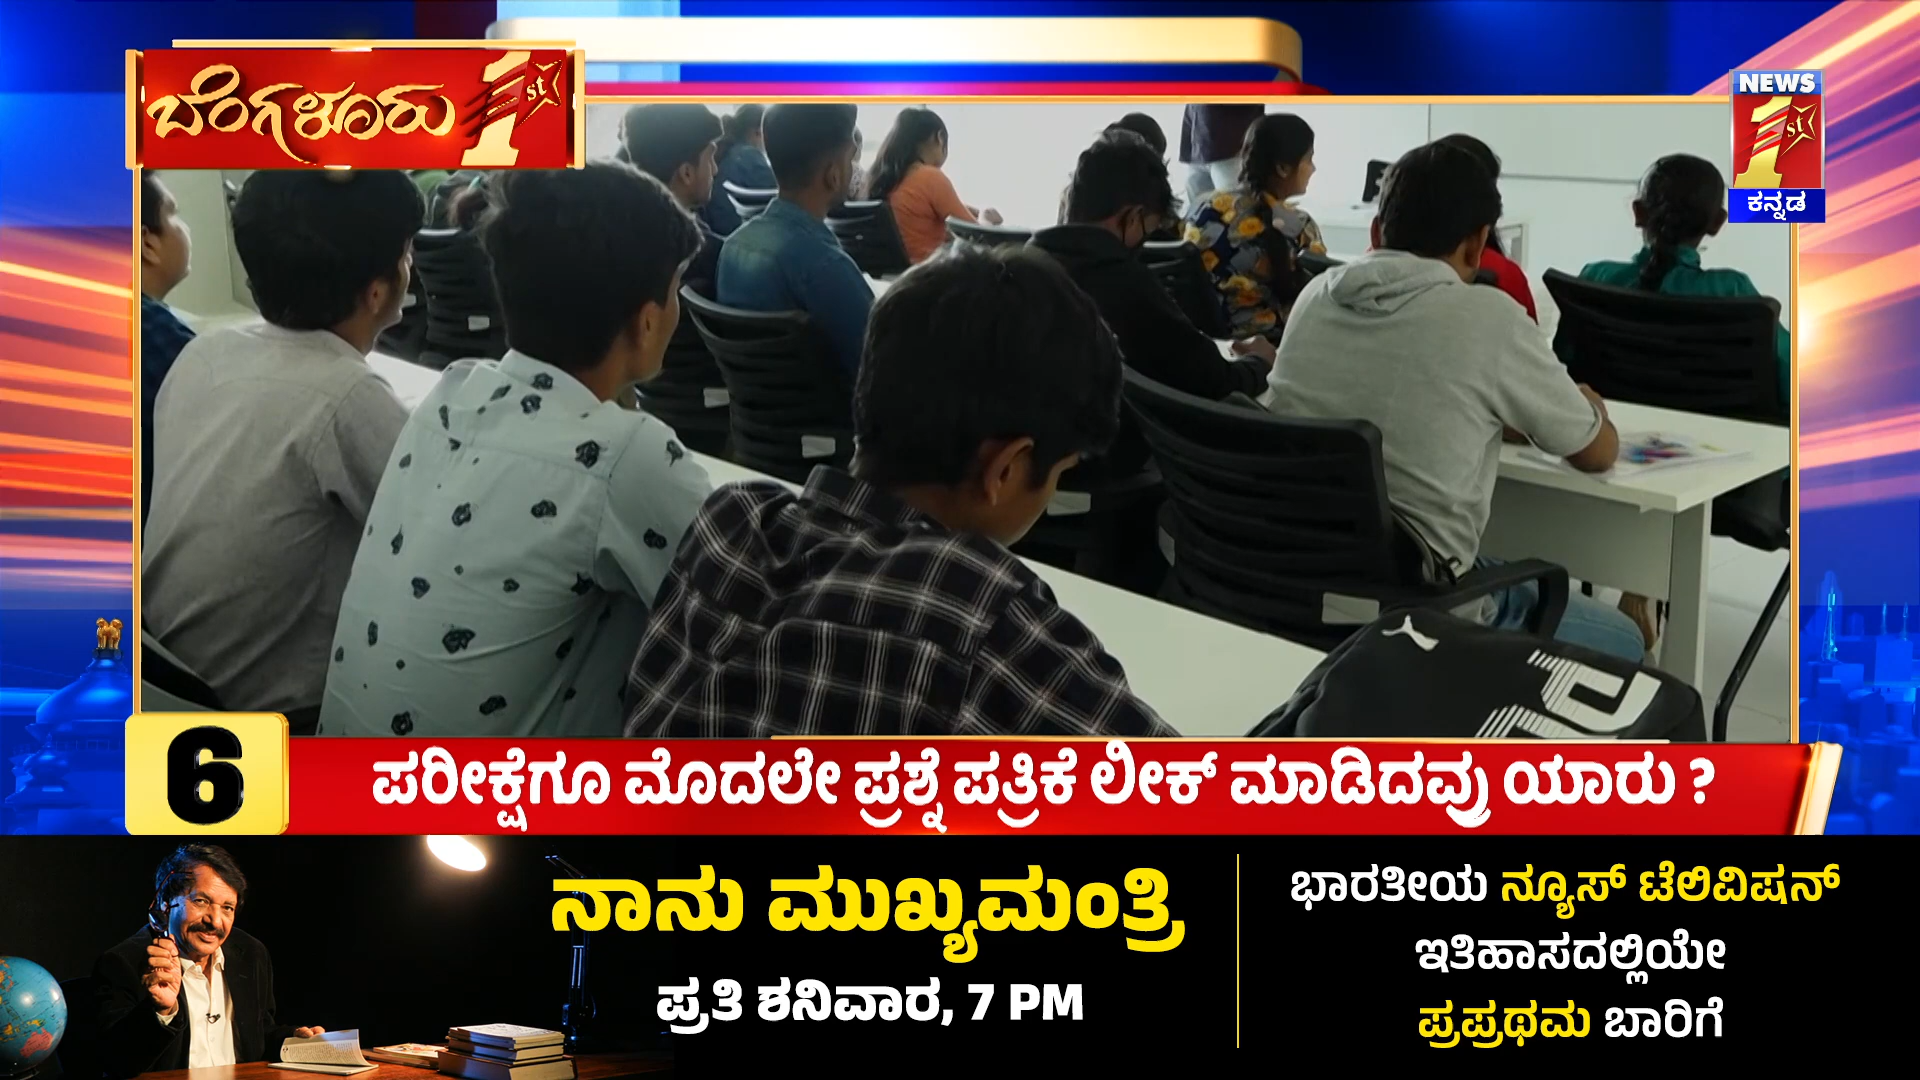 ಬೆಂಗಳೂರು 1st
NEWS
1st
ಕನ್ನಡ
6
ಪರೀಕ್ಷೆಗೂ ಮೊದಲೇ ಪ್ರಶ್ನೆ ಪತ್ರಿಕೆ ಲೀಕ್ ಮಾಡಿದವ್ರು ಯಾರು ?
ನಾನು ಮುಖ್ಯಮಂತ್ರಿ
ಪ್ರತಿ ಶನಿವಾರ, 7 PM
ಭಾರತೀಯ ನ್ಯೂಸ್ ಟೆಲಿವಿಷನ್
ಇತಿಹಾಸದಲ್ಲಿಯೇ
ಪ್ರಪ್ರಥಮ ಬಾರಿಗೆ